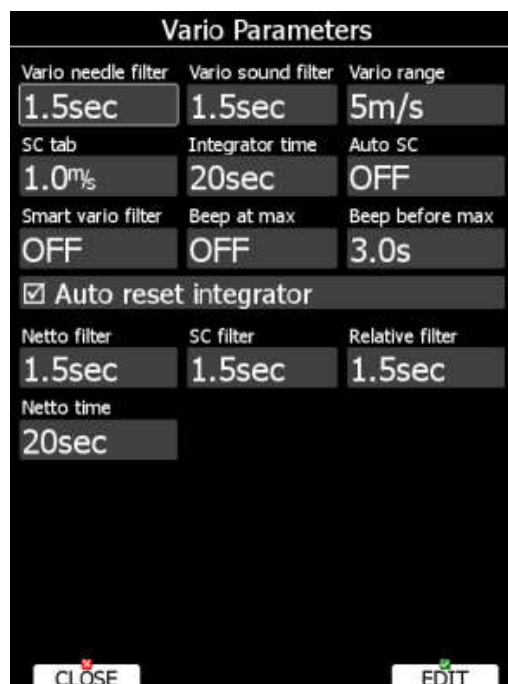 Vario Parameters
Vario needle filter Vario sound filter Vario range
1.5sec 1.5sec 5m/s
SC tab Integrator time Auto SC
1.0m/s 20sec OFF
Smart vario filter Beep at max Beep before max
OFF OFF 3.0s
Auto reset integrator
Netto filter SC filter Relative filter
1.5sec 1.5sec 1.5sec
Netto time
20sec
CLOSE EDIT